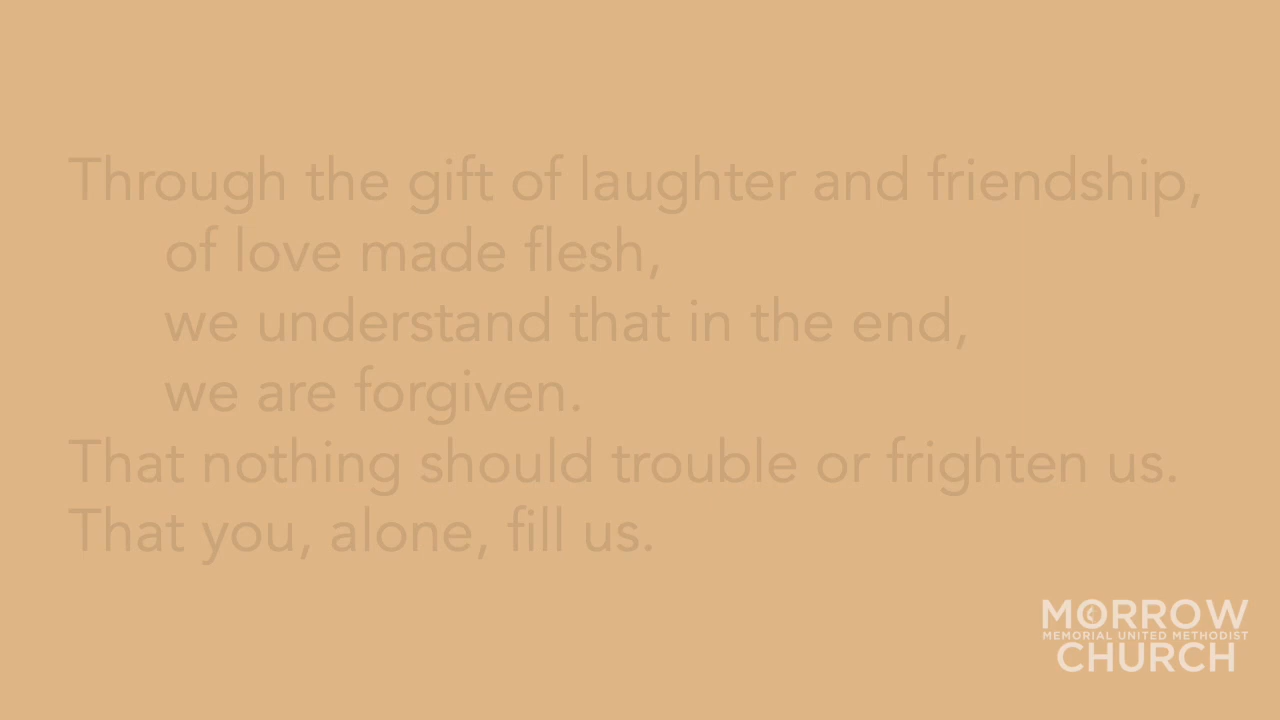 Through the gift of laughter and friendship,
of love made flesh,
we understand that in the end,
we are forgiven.
That nothing should trouble or frighten us.
That you, alone, fill us.
MORROW
MEMORIAL UNITED METHODIST
CHURCH